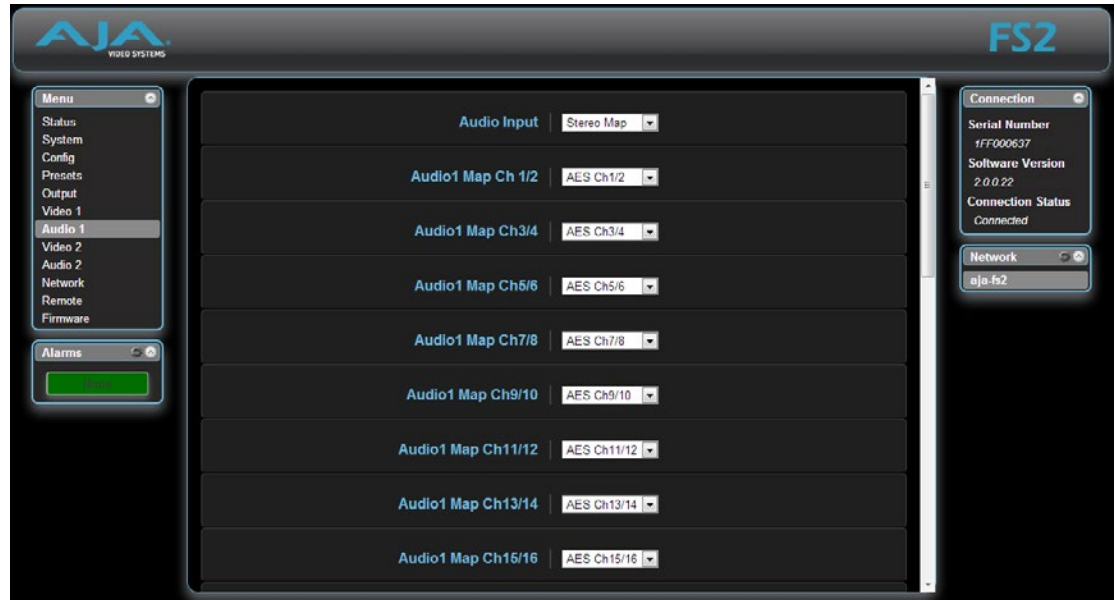 AJA
VIDEO SYSTEMS
FS2
Menu
Status
System
Config
Presets
Output
Video 1
Audio 1
Video 2
Audio 2
Network
Remote
Firmware
Alarms
None
Audio Input Stereo Map
Audio1 Map Ch 1/2 AES Ch1/2
Audio1 Map Ch3/4 AES Ch3/4
Audio1 Map Ch5/6 AES Ch5/6
Audio1 Map Ch7/8 AES Ch7/8
Audio1 Map Ch9/10 AES Ch9/10
Audio1 Map Ch11/12 AES Ch11/12
Audio1 Map Ch13/14 AES Ch13/14
Audio1 Map Ch15/16 AES Ch15/16
Connection
Serial Number
1FF000637
Software Version
2.0.0.22
Connection Status
Connected
Network
aja-fs2